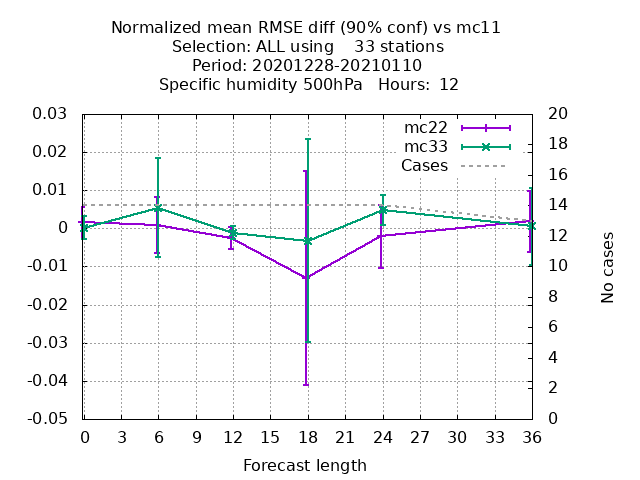 Normalized mean RMSE diff (90% conf) vs mc11
Selection: ALL using    33 stations
Period: 20201228-20210110
Specific humidity 500hPa   Hours:  12
0.03
0.02
0.01
0
-0.01
-0.02
-0.03
-0.04
-0.05
20
18
16
14
12
10
8
6
4
2
0
mc22
mc33
Cases
No cases
0 3 6 9 12 15 18 21 24 27 30 33 36
Forecast length